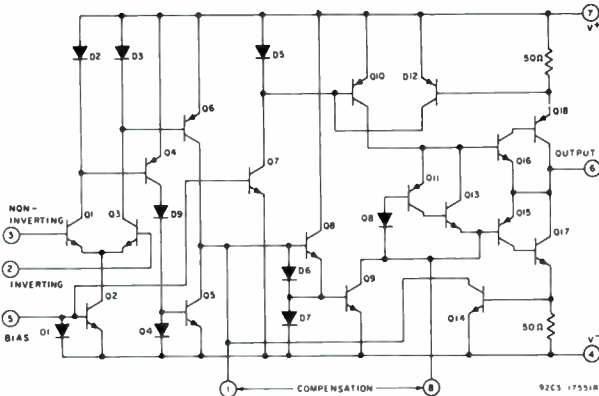 7
V+
D2
D3
D5
Q10
D12
50Ω
Q18
Q6
Q4
Q7
Q16
OUTPUT
6
Q11
Q13
NON-
INVERTING
3
Q1
Q3
D9
Q8
D8
Q15
Q17
2
INVERTING
D6
Q9
Q2
Q5
5
BIAS
D1
D4
D7
Q14
50Ω
V-
4
1
COMPENSATION
8
92CS-17551R